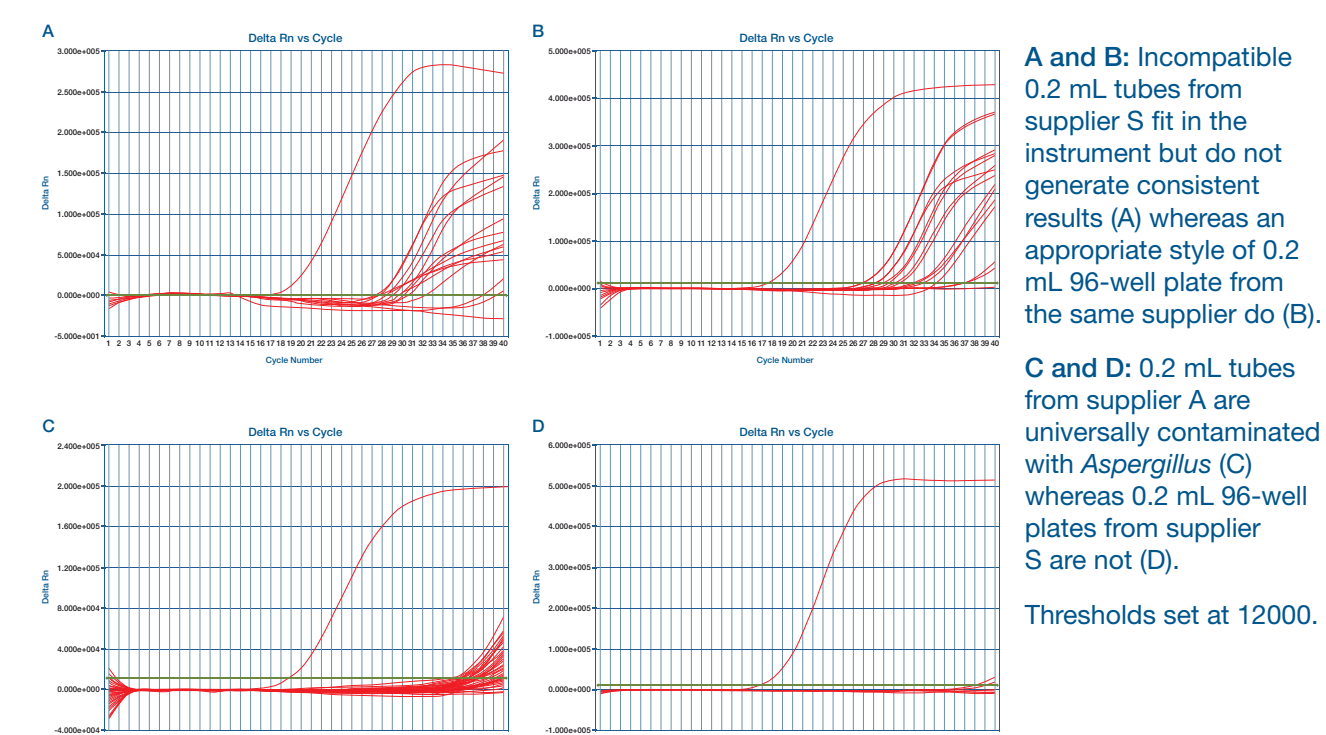 A
Delta Rn vs Cycle
3.000e+005
2.500e+005
2.000e+005
1.500e+005
1.000e+005
5.000e+004
0.000e+000
-5.000e+001
Delta Rn
1 2 3 4 5 6 7 8 9 10 11 12 13 14 15 16 17 18 19 20 21 22 23 24 25 26 27 28 29 30 31 32 33 34 35 36 37 38 39 40
Cycle Number
B
Delta Rn vs Cycle
5.000e+005
4.000e+005
3.000e+005
2.000e+005
1.000e+005
0.000e+000
-1.000e+005
Delta Rn
1 2 3 4 5 6 7 8 9 10 11 12 13 14 15 16 17 18 19 20 21 22 23 24 25 26 27 28 29 30 31 32 33 34 35 36 37 38 39 40
Cycle Number
C
Delta Rn vs Cycle
2.400e+005
2.000e+005
1.600e+005
1.200e+005
8.000e+004
4.000e+004
0.000e+000
-4.000e+004
Delta Rn
D
Delta Rn vs Cycle
6.000e+005
5.000e+005
4.000e+005
3.000e+005
2.000e+005
1.000e+005
0.000e+000
-1.000e+005
Delta Rn
A and B: Incompatible
0.2 mL tubes from
supplier S fit in the
instrument but do not
generate consistent
results (A) whereas an
appropriate style of 0.2
mL 96-well plate from
the same supplier do (B).
C and D: 0.2 mL tubes
from supplier A are
universally contaminated
with Aspergillus (C)
whereas 0.2 mL 96-well
plates from supplier
S are not (D).
Thresholds set at 12000.